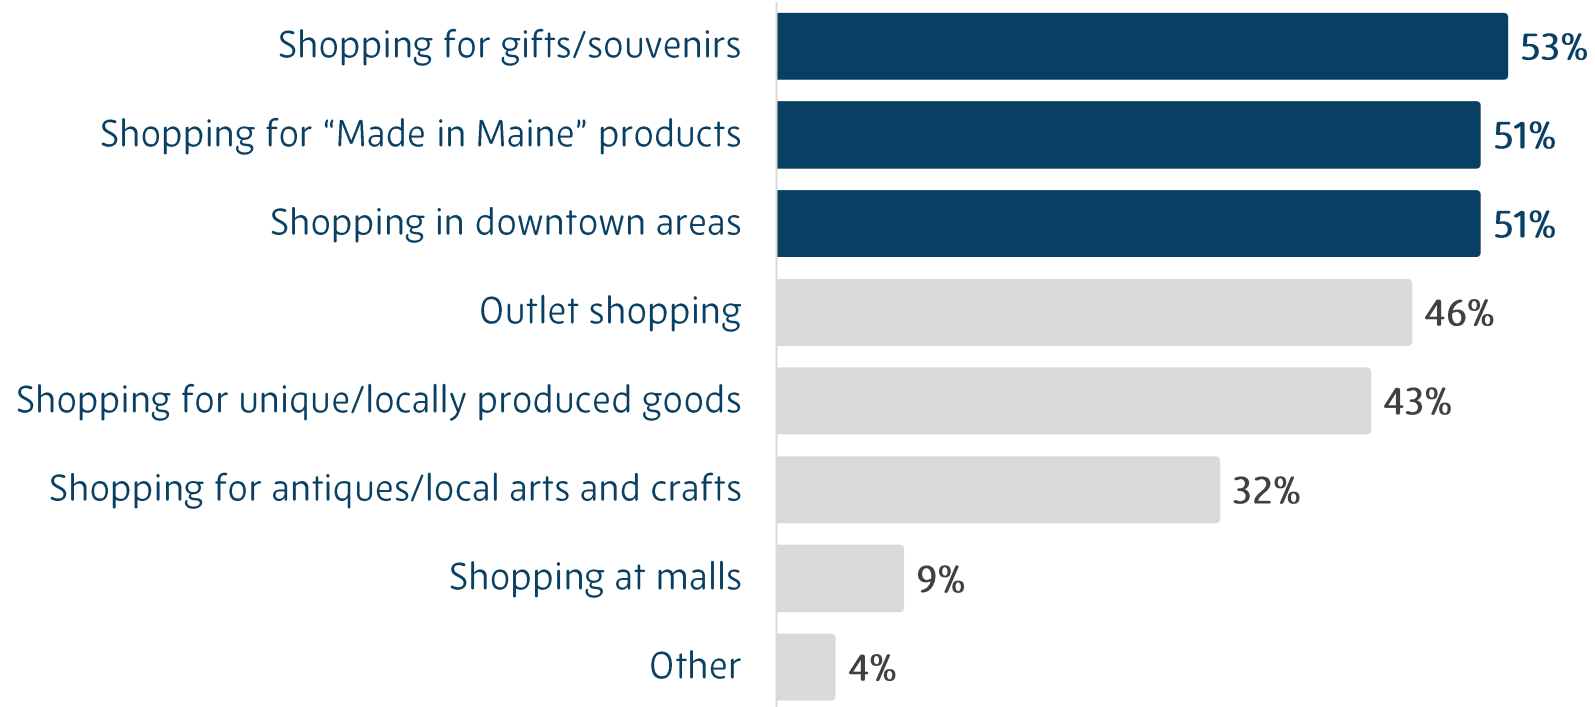 Shopping for gifts/souvenirs 53%
Shopping for “Made in Maine” products 51%
Shopping in downtown areas 51%
Outlet shopping 46%
Shopping for unique/locally produced goods 43%
Shopping for antiques/local arts and crafts 32%
Shopping at malls 9%
Other 4%